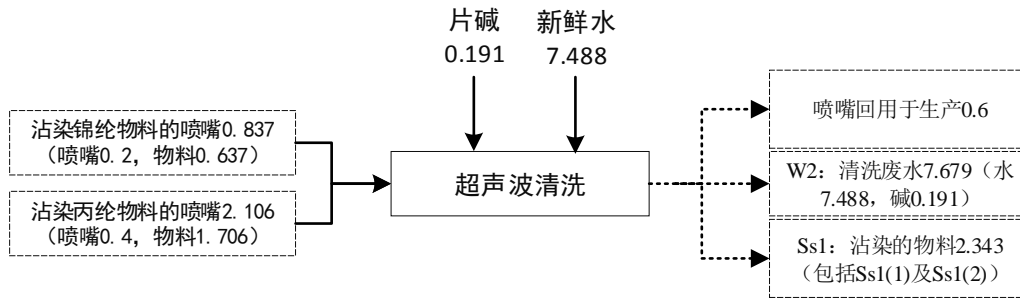 片碱
0.191
新鲜水
7.488
沾染锦纶物料的喷嘴0.837
（喷嘴0.2，物料0.637）
沾染丙纶物料的喷嘴2.106
（喷嘴0.4，物料1.706）
超声波清洗
喷嘴回用于生产0.6
W2：清洗废水7.679（水
7.488，碱0.191）
Ss1：沾染的物料2.343
（包括Ss1(1)及Ss1(2)）